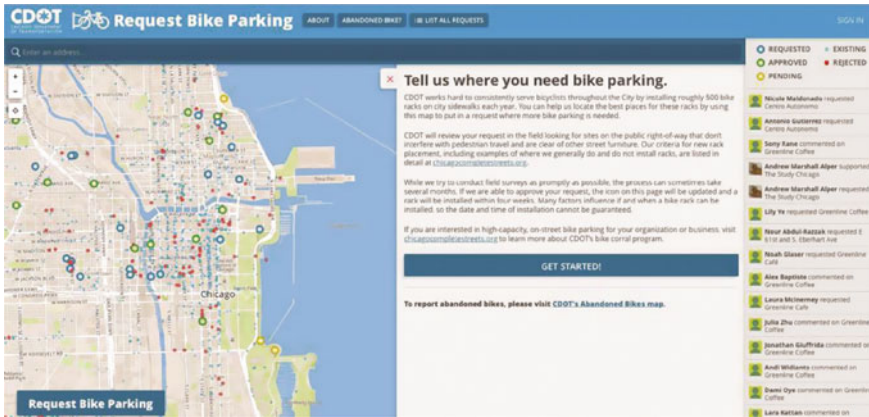 CDOT
Request Bike Parking
ABOUT
ABANDONED BIKE?
LIST ALL REQUESTS
SIGN IN
Enter an address...
REQUESTED
EXISTING
APPROVED
REJECTED
PENDING
Tell us where you need bike parking.
CDOT works hard to consistently serve bicyclists throughout the City by installing roughly 500 bike
racks on city sidewalks each year. You can help us locate the best places for these racks by using
this map to put in a request where more bike parking is needed.
CDOT will review your request in the field looking for sites on the public right-of-way that don't
interfere with pedestrian travel and are clear of other street furniture. Our criteria for new rack
placement, including examples of where we generally do and do not install racks, are listed in
detail at chicagocompletestreets.org.
While we try to conduct field surveys as promptly as possible, the process can sometimes take
several months. If we are able to approve your request, the icon on this page will be updated and a
rack will be installed within four weeks. Many factors influence if and when a bike rack can be
installed, so the date and time of installation cannot be guaranteed.
If you are interested in high-capacity, on-street bike parking for your organization or business, visit
chicagocompletestreets.org to learn more about CDOT's bike corral program.
GET STARTED!
To report abandoned bikes, please visit CDOT's Abandoned Bikes map.
Nicole Maldonado requested
Centro Autonomo
Antonio Gutierrez requested
Centro Autonomo
Sony Rane commented on
Greenline Coffee
Andrew Marshall Alper supported
The Study Chicago
Andrew Marshall Alper requested
The Study Chicago
Lily Ye requested Greenline Coffee
Nour Abdul-Razzak requested E
61st and S. Eberhart Ave
Noah Glaser requested Greenline
Café
Alex Baptiste commented on
Greenline Coffee
Laura McInerney requested
Greenline Cafe
Julia Zhu commented on Greenline
Coffee
Jonathan Giuffrida commented on
Greenline Coffee
Andi Widianto commented on
Greenline Coffee
Dami Oye commented on Greenline
Coffee
Lara Kattan commented on
Chicago
Request Bike Parking